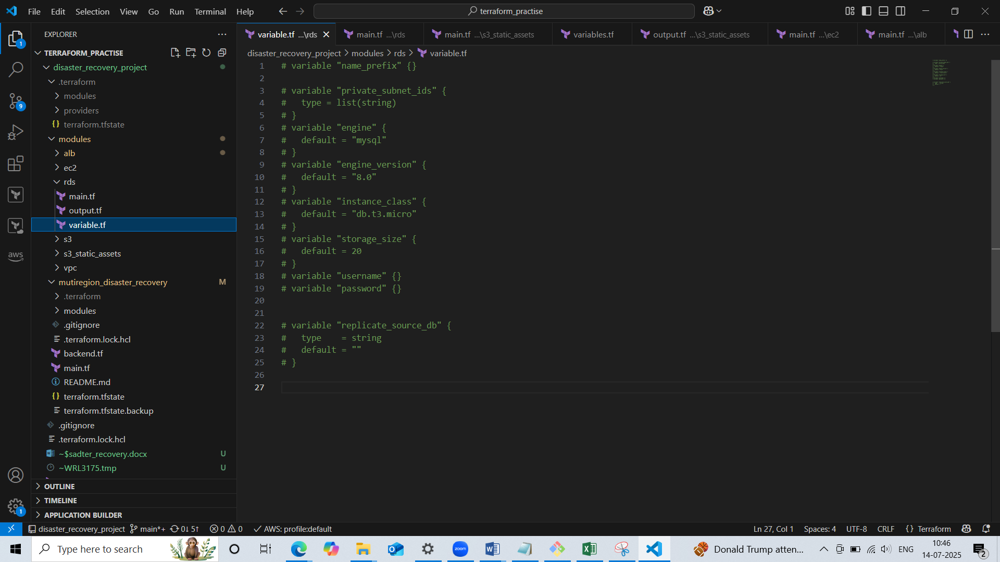 File Edit Selection View Go Run Terminal Help
terraform_practise
EXPLORER
variable.tf ...\rds
main.tf ...\rds
main.tf ...\s3_static_assets
variables.tf
output.tf ...\s3_static_assets
main.tf ...\ec2
main.tf ...\alb
TERRAFORM_PRACTISE
disaster_recovery_project
.terraform
modules
providers
terraform.tfstate
modules
alb
ec2
rds
main.tf
output.tf
variable.tf
s3
s3_static_assets
vpc
mutiregion_disaster_recovery M
.terraform
modules
.gitignore
.terraform.lock.hcl
backend.tf
main.tf
README.md
terraform.tfstate
terraform.tfstate.backup
.gitignore
.terraform.lock.hcl
~$sadter_recovery.docx U
~WRL3175.tmp U
OUTLINE
TIMELINE
APPLICATION BUILDER
1
9
aws
1
disaster_recovery_project > modules > rds > variable.tf
1 # variable "name_prefix" {}
2
3 # variable "private_subnet_ids" {
4 #   type = list(string)
5 # }
6 # variable "engine" {
7 #   default = "mysql"
8 # }
9 # variable "engine_version" {
10 #   default = "8.0"
11 # }
12 # variable "instance_class" {
13 #   default = "db.t3.micro"
14 # }
15 # variable "storage_size" {
16 #   default = 20
17 # }
18 # variable "username" {}
19 # variable "password" {}
20
21
22 # variable "replicate_source_db" {
23 #   type    = string
24 #   default = ""
25 # }
26
27
disaster_recovery_project main*+ 0↓ 5↑ 0 0 AWS: profile:default
Ln 27, Col 1 Spaces: 4 UTF-8 CRLF {} Terraform
Type here to search
zoom
Donald Trump atten...
ENG
10:46
14-07-2025
2